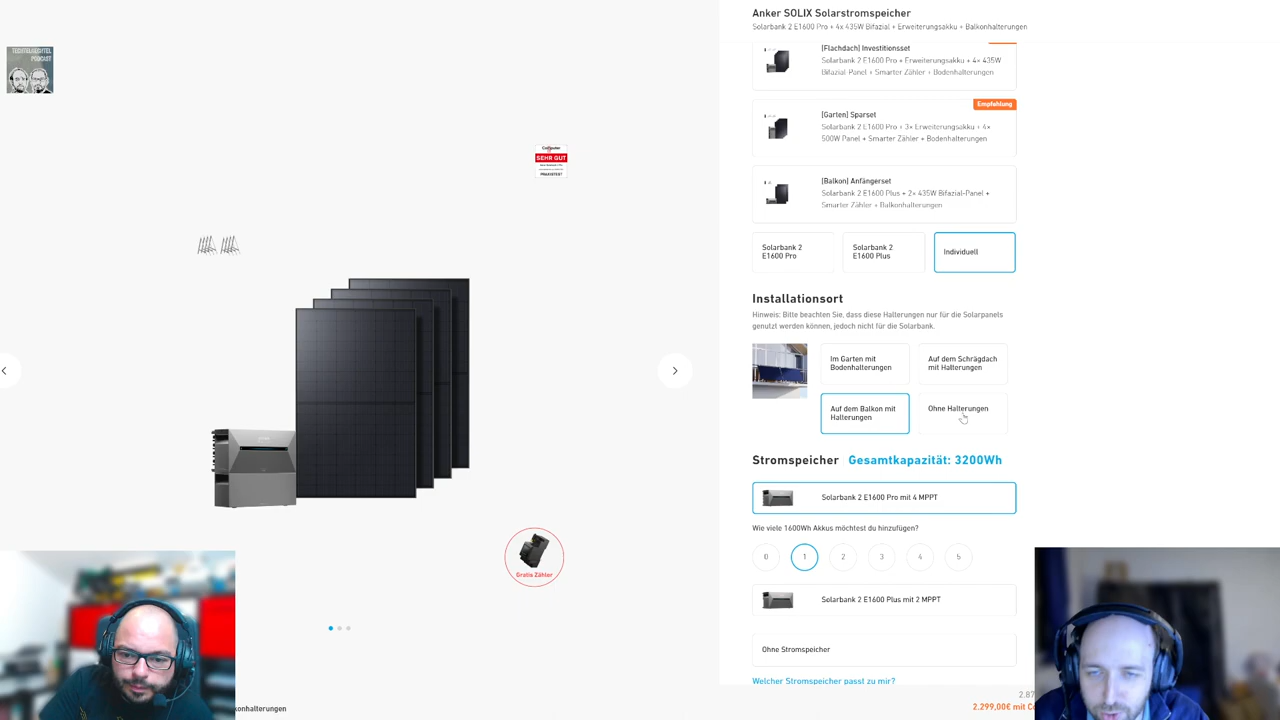 Anker SOLIX Solarstromspeicher
Solarbank 2 E1600 Pro + 4x 435W Bifazial + Erweiterungsakku + Balkonhalterungen
TECHTELMECHTEL
PODCAST
(Flachdach) Investitionsset
Solarbank 2 E1600 Pro + Erweiterungsakku + 4× 435W
Bifazial-Panel + Smarter Zähler + Bodenhalterungen
Empfehlung
(Garten) Sparset
Solarbank 2 E1600 Pro + 3× Erweiterungsakku + 4×
500W Panel + Smarter Zähler + Bodenhalterungen
SEHR GUT
PRAXISTEST
(Balkon) Anfängerset
Solarbank 2 E1600 Plus + 2× 435W Bifazial-Panel +
Smarter Zähler + Balkonhalterungen
Solarbank 2
E1600 Pro
Solarbank 2
E1600 Plus
Individuell
Installationsort
Hinweis: Bitte beachten Sie, dass diese Halterungen nur für die Solarpanels
genutzt werden können, jedoch nicht für die Solarbank.
Im Garten mit
Bodenhalterungen
Auf dem Schrägdach
mit Halterungen
Auf dem Balkon mit
Halterungen
Ohne Halterungen
Stromspeicher Gesamtkapazität: 3200Wh
Solarbank 2 E1600 Pro mit 4 MPPT
Wie viele 1600Wh Akkus möchtest du hinzufügen?
0 1 2 3 4 5
Gratis Zähler
Solarbank 2 E1600 Plus mit 2 MPPT
Ohne Stromspeicher
Welcher Stromspeicher passt zu mir?
2.87
konhalterungen
2.299,00€ mit Co